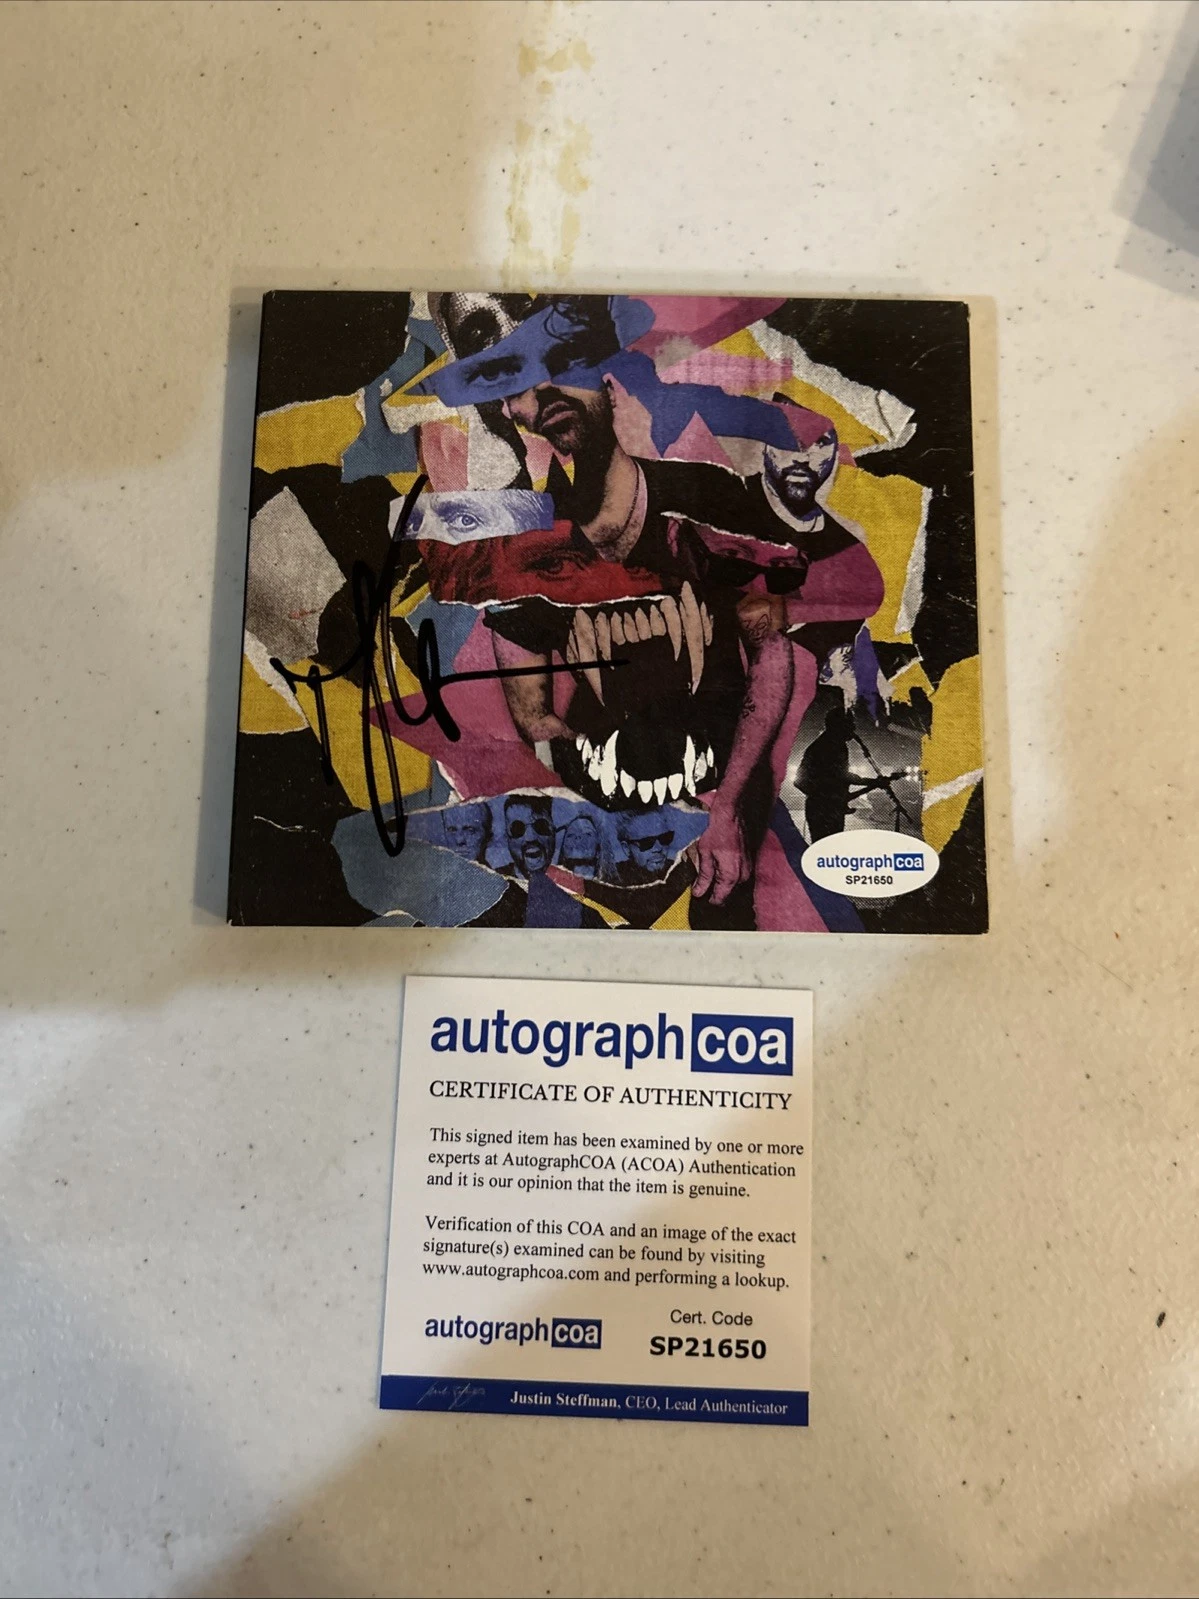 autographcoa
SP21650
autographcoa
CERTIFICATE OF AUTHENTICITY
This signed item has been examined by one or more
experts at AutographCOA (ACOA) Authentication
and it is our opinion that the item is genuine.
Verification of this COA and an image of the exact
signature(s) examined can be found by visiting
www.autographcoa.com and performing a lookup.
Cert. Code
autographcoa
SP21650
Justin Steffman, CEO, Lead Authenticator